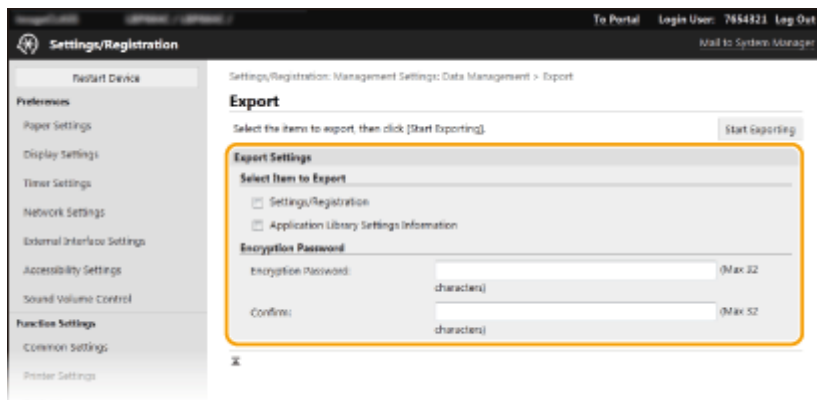 To Portal Login User: 7654321 Log Out
Settings/Registration
Mail to System Manager
Restart Device
Preferences
Paper Settings
Display Settings
Timer Settings
Network Settings
External Interface Settings
Accessibility Settings
Sound Volume Control
Function Settings
Common Settings
Printer Settings
Settings/Registration: Management Settings: Data Management > Export
Export
Select the items to export, then click [Start Exporting].
Start Exporting
Export Settings
Select Item to Export
Settings/Registration
Application Library Settings Information
Encryption Password
Encryption Password:
(Max 32
characters)
Confirm:
(Max 32
characters)